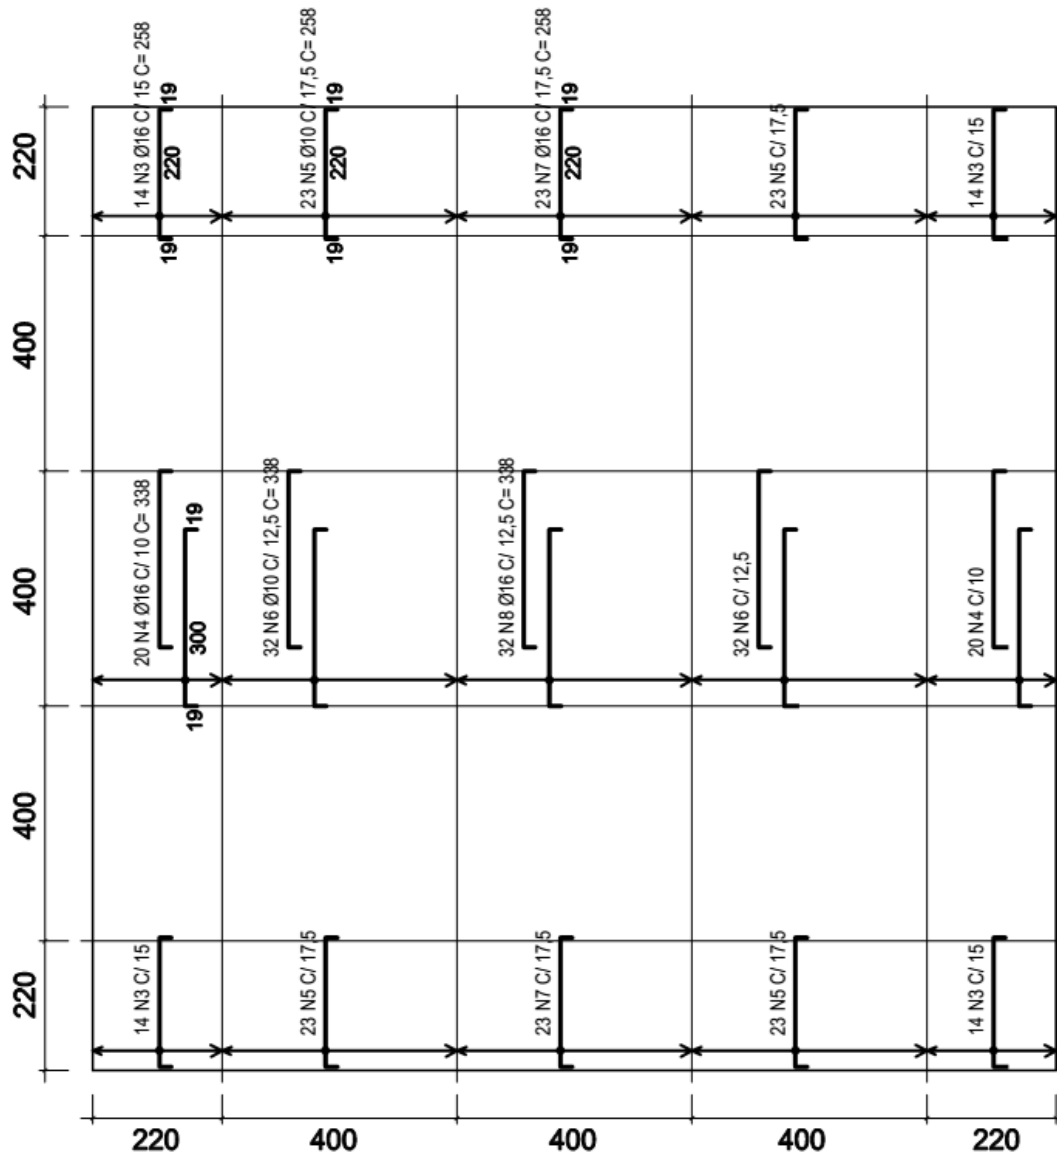 14 N3 Ø16 C/ 15 C= 258
19
220
19
23 N5 Ø10 C/ 17,5 C= 258
19
220
19
23 N7 Ø16 C/ 17,5 C= 258
19
220
19
23 N5 C/ 17,5
14 N3 C/ 15
220
400
20 N4 Ø16 C/ 10 C= 338
19
300
19
32 N6 Ø10 C/ 12,5 C= 338
32 N8 Ø16 C/ 12,5 C= 338
32 N6 C/ 12,5
20 N4 C/ 10
400
400
14 N3 C/ 15
23 N5 C/ 17,5
23 N7 C/ 17,5
23 N5 C/ 17,5
14 N3 C/ 15
220
220
400
400
400
220